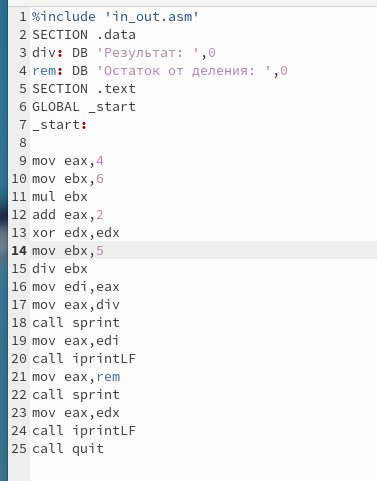 1 %include 'in_out.asm'
2 SECTION .data
3 div: DB 'Результат: ',0
4 rem: DB 'Остаток от деления: ',0
5 SECTION .text
6 GLOBAL _start
7 _start:
8
9 mov eax,4
10 mov ebx,6
11 mul ebx
12 add eax,2
13 xor edx,edx
14 mov ebx,5
15 div ebx
16 mov edi,eax
17 mov eax,div
18 call sprint
19 mov eax,edi
20 call iprintLF
21 mov eax,rem
22 call sprint
23 mov eax,edx
24 call iprintLF
25 call quit